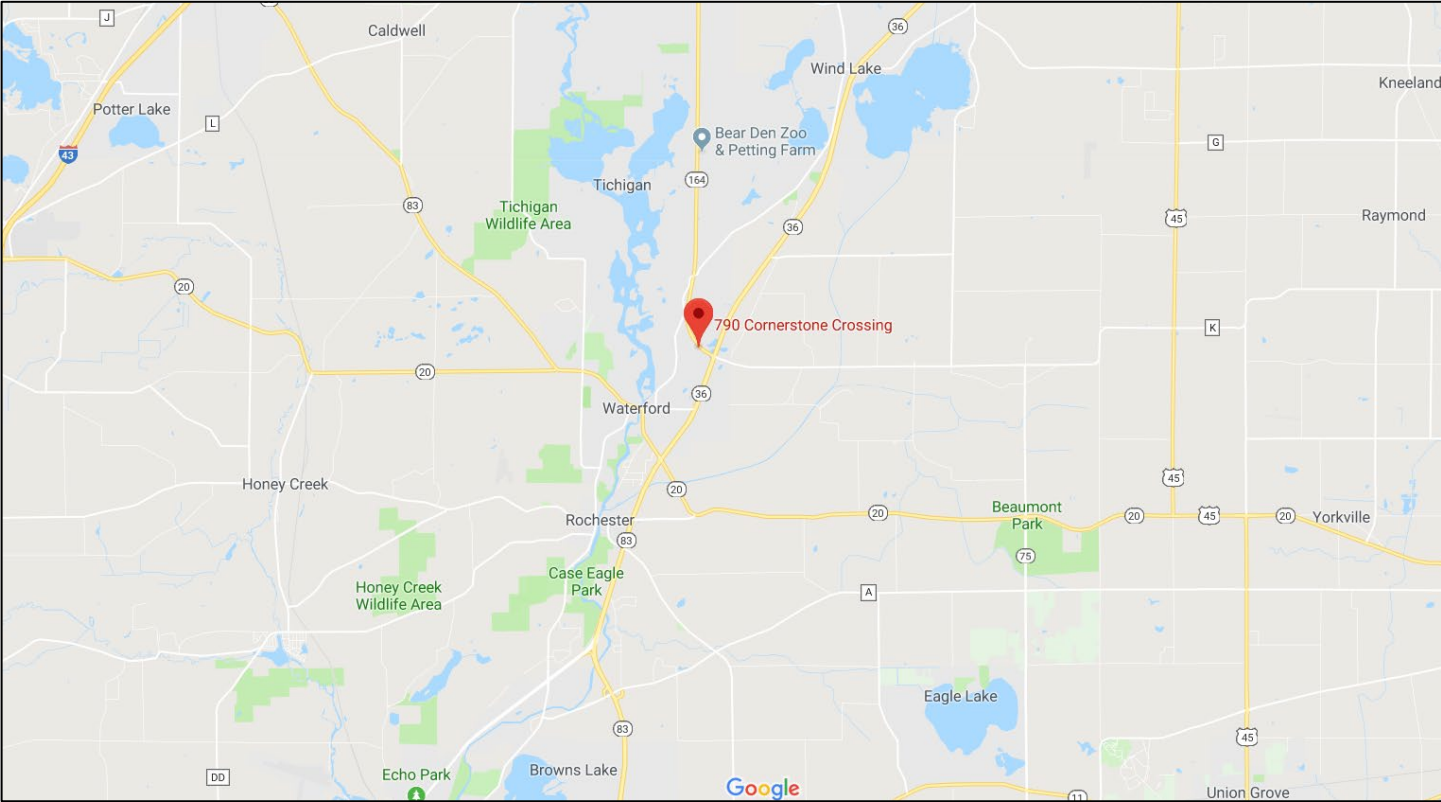 J
Caldwell
36
Wind Lake
Kneeland
Potter Lake
L
43
Bear Den Zoo
& Petting Farm
G
Tichigan
164
83
Tichigan
Wildlife Area
36
45
Raymond
20
790 Cornerstone Crossing
K
20
36
Waterford
Honey Creek
20
45
Rochester
83
20
Beaumont
Park
20
45
20
Yorkville
75
Case Eagle
Park
Honey Creek
Wildlife Area
A
Eagle Lake
83
45
DD
Echo Park
Browns Lake
Google
11
Union Grove